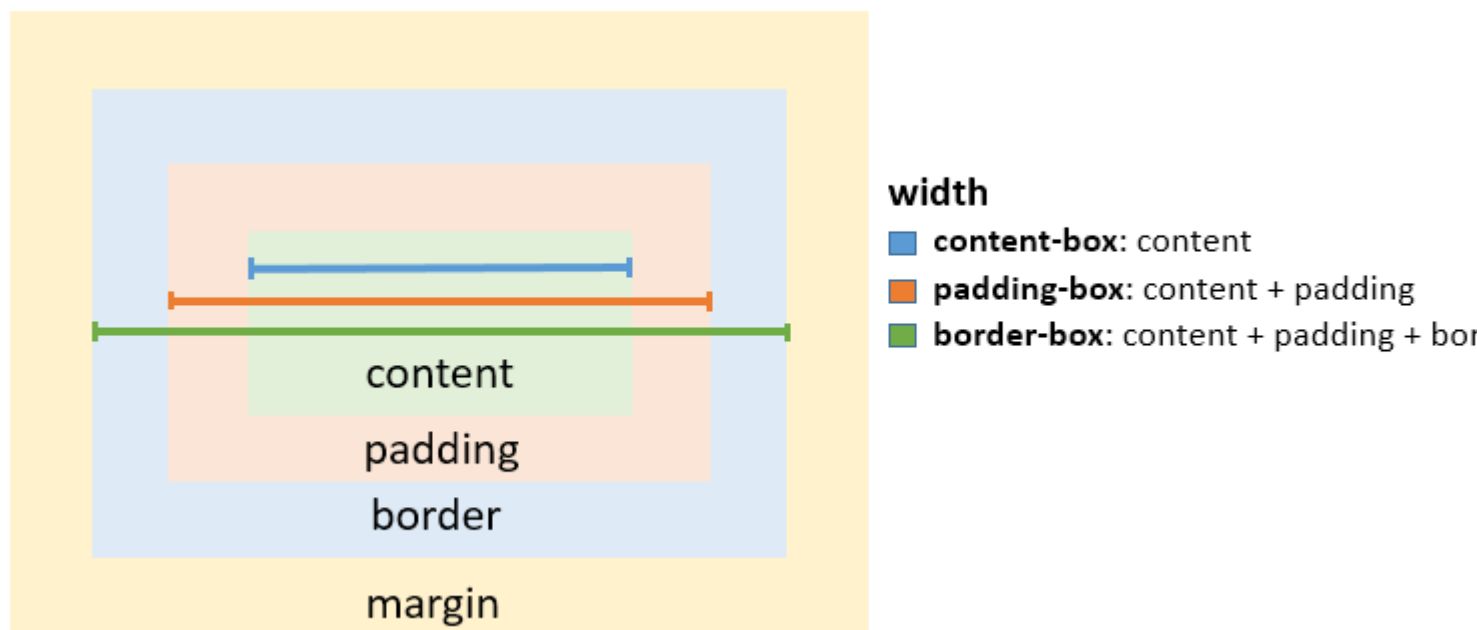 width
content-box: content
padding-box: content + padding
border-box: content + padding + bor
content
padding
border
margin